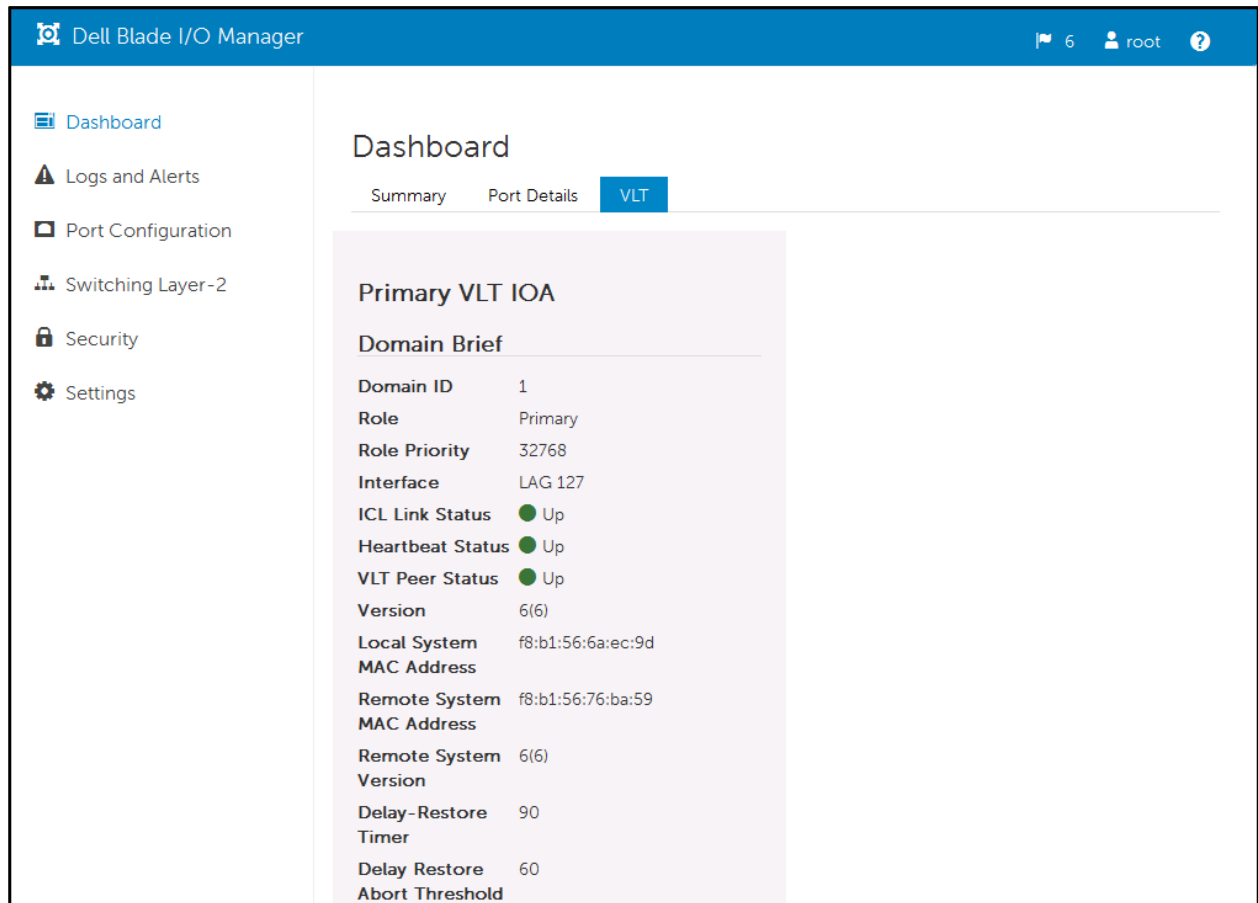 Dell Blade I/O Manager
6 root ?
Dashboard
Logs and Alerts
Port Configuration
Switching Layer-2
Security
Settings
Dashboard
Summary Port Details VLT
Primary VLT IOA
Domain Brief
Domain ID 1
Role Primary
Role Priority 32768
Interface LAG 127
ICL Link Status Up
Heartbeat Status Up
VLT Peer Status Up
Version 6(6)
Local System f8:b1:56:6a:ec:9d
MAC Address
Remote System f8:b1:56:76:ba:59
MAC Address
Remote System 6(6)
Version
Delay-Restore 90
Timer
Delay Restore 60
Abort Threshold